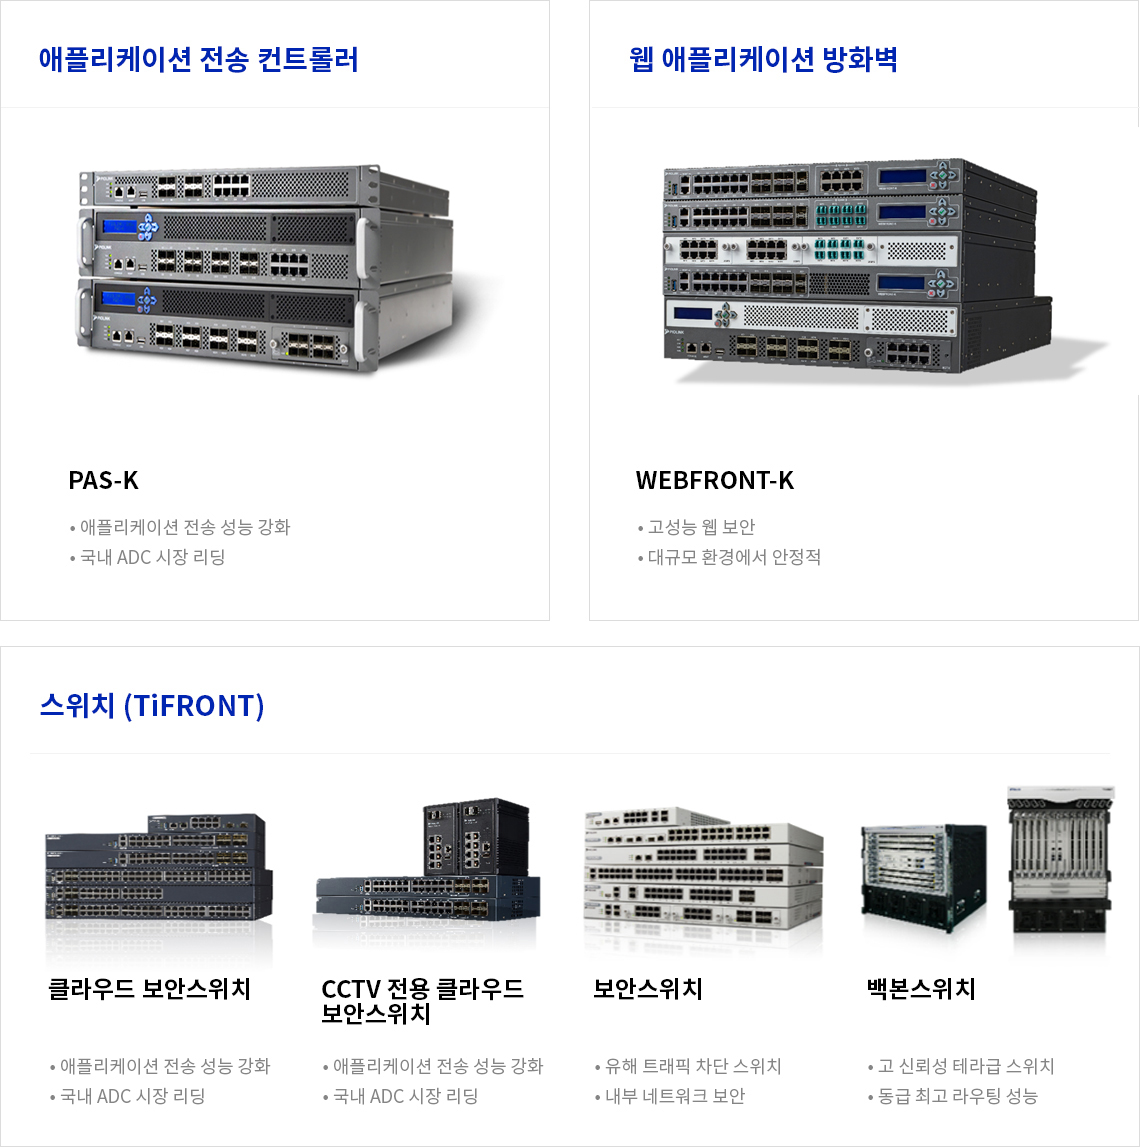 애플리케이션 전송 컨트롤러
PAS-K
• 애플리케이션 전송 성능 강화
• 국내 ADC 시장 리딩
웹 애플리케이션 방화벽
WEBFRONT-K
• 고성능 웹 보안
• 대규모 환경에서 안정적
스위치 (TiFRONT)
클라우드 보안스위치
• 애플리케이션 전송 성능 강화
• 국내 ADC 시장 리딩
CCTV 전용 클라우드
보안스위치
• 애플리케이션 전송 성능 강화
• 국내 ADC 시장 리딩
보안스위치
• 유해 트래픽 차단 스위치
• 내부 네트워크 보안
백본스위치
• 고 신뢰성 테라급 스위치
• 동급 최고 라우팅 성능